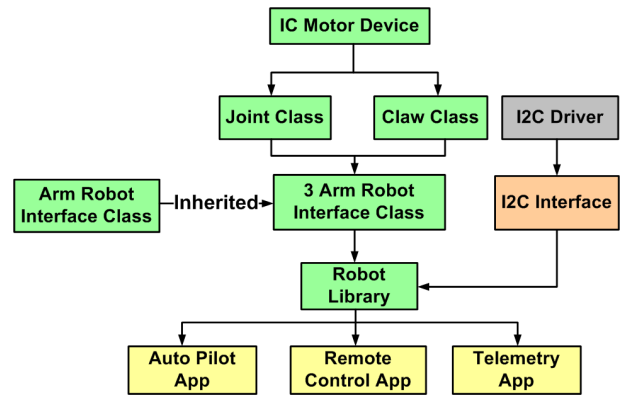 IC Motor Device
Joint Class
Claw Class
I2C Driver
Arm Robot
Interface Class
Inherited
3 Arm Robot
Interface Class
I2C Interface
Robot
Library
Auto Pilot
App
Remote
Control App
Telemetry
App